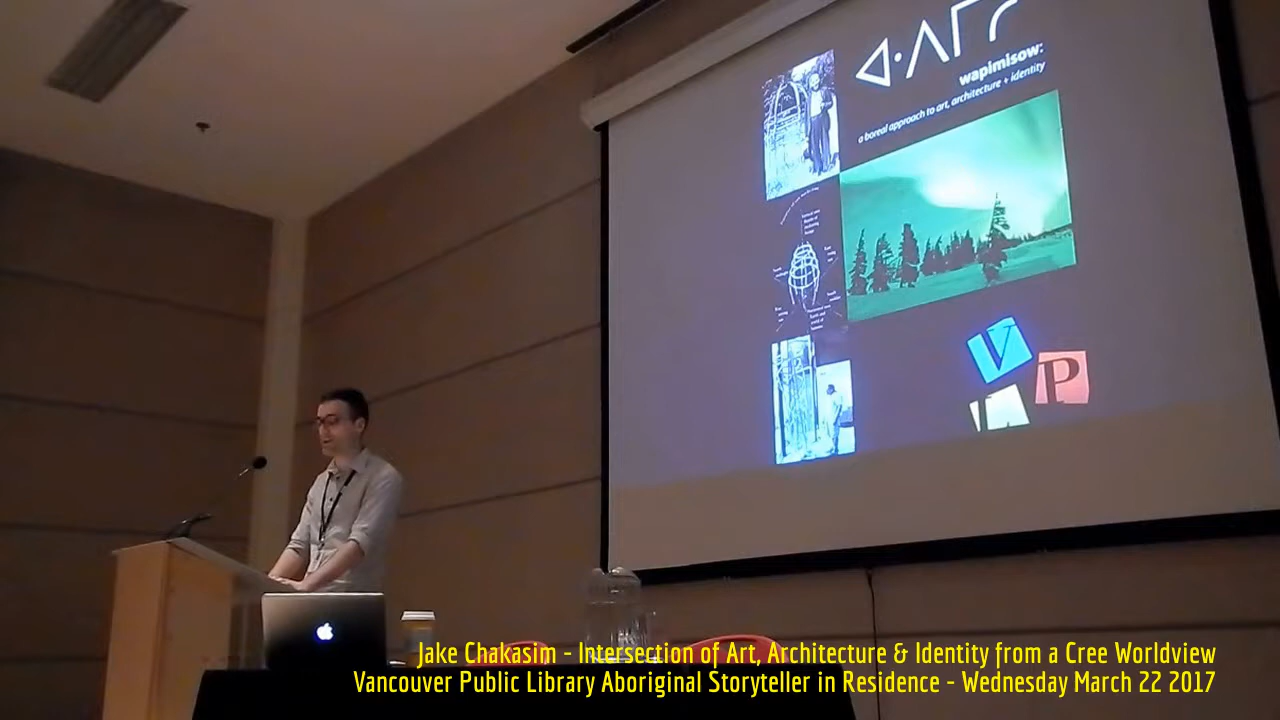 ᐊᐧᐱᒥᓱ
wapimisow:
a boreal approach to art, architecture + identity
V
P
L
Jake Chakasim - Intersection of Art, Architecture & Identity from a Cree Worldview
Vancouver Public Library Aboriginal Storyteller in Residence - Wednesday March 22 2017